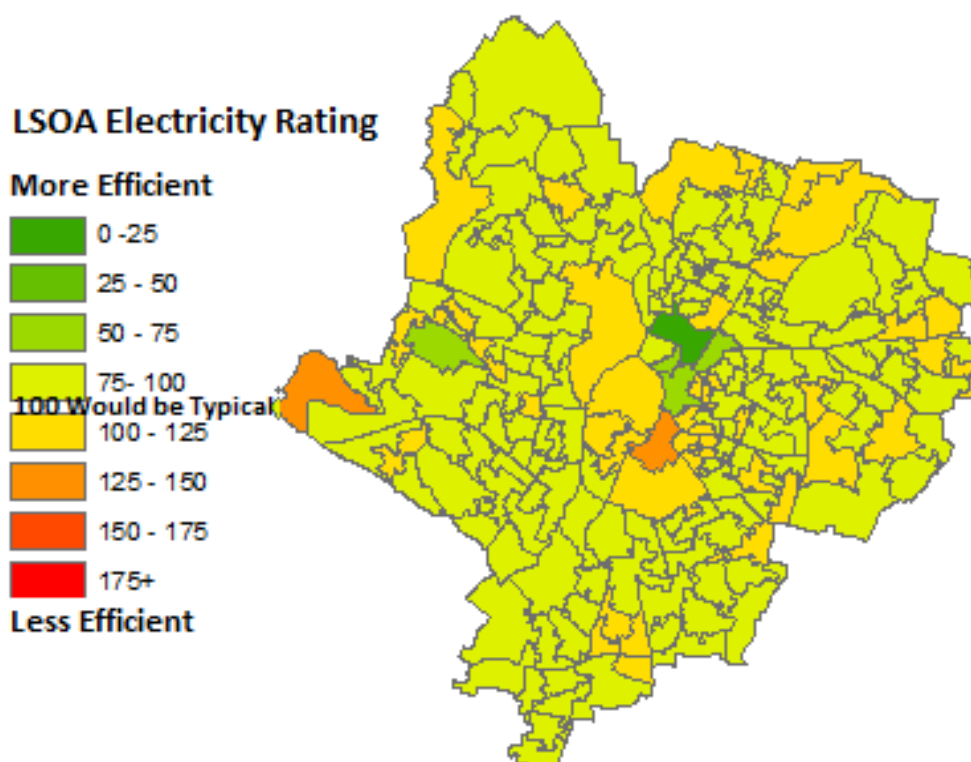 LSOA Electricity Rating
More Efficient
0 -25
25 - 50
50 - 75
75- 100
100 Would be Typical
100 - 125
125 - 150
150 - 175
175+
Less Efficient